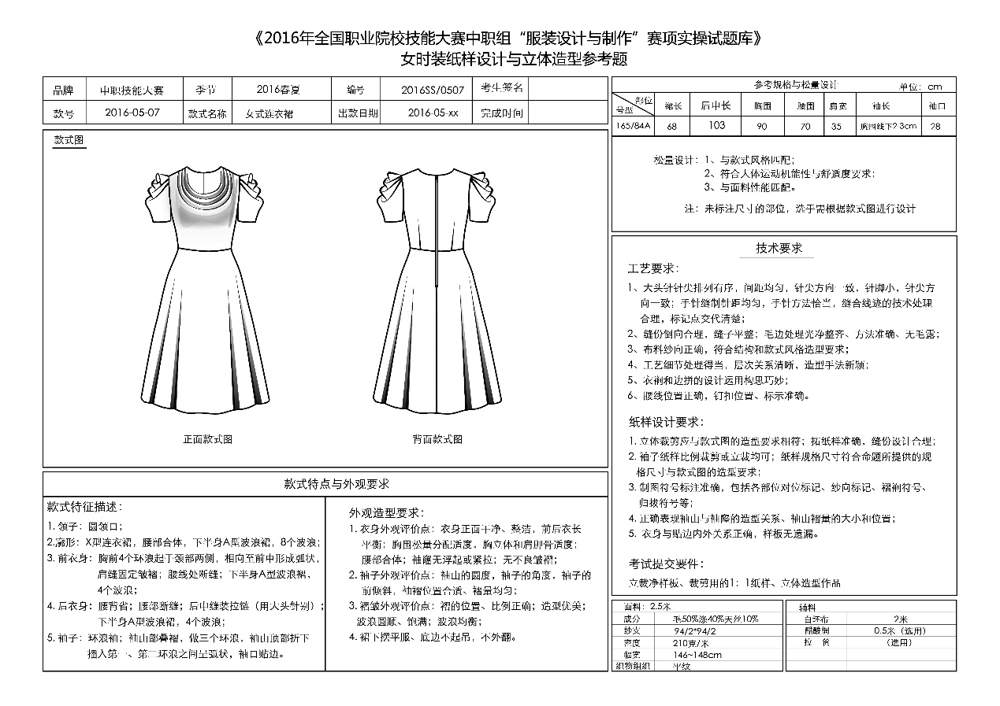 《2016年全国职业院校技能大赛中职组“服装设计与制作”赛项实操试题库》
女时装纸样设计与立体造型参考题
品牌 中职技能大赛 季节 2016春夏 编号 2016SS/0507 考生签名
款号 2016-05-07 款式名称 女式连衣裙 出款日期 2016-05-xx 完成时间
款式图
正面款式图 背面款式图
款式特点与外观要求
款式特征描述：
1. 领子：圆领口；
2.廓形：X型连衣裙，腰部合体，下半身A型波浪裙，8个波浪；
3. 前衣身：胸前4个环浪起于颈部两侧，相向至前中形成弧状，
肩缝固定皱褶；腰线处断缝；下半身A型波浪裙，
4个波浪；
4. 后衣身：腰背省；腰部断缝；后中缝装拉链（用大头针别）；
下半身A型波浪裙，4个波浪；
5. 袖子：环浪袖；袖山部叠褶，做三个环浪，袖山顶部折下
插入第一、第二环浪之间呈弧状，袖口贴边。
外观造型要求：
1. 衣身外观评价点：衣身正面干净、整洁，前后衣长
平衡；胸围松量分配适度，胸立体和肩胛骨适度；
腰部合体；袖窿无浮起或紧拉；无不良皱褶；
2. 袖子外观评价点：袖山的圆度，袖子的角度，袖子的
前倾斜，袖褶位置合适、褶量均匀；
3. 褶皱外观评价点：褶的位置、比例正确；造型优美；
波浪圆顺、饱满；波浪均衡；
4. 裙下摆平服、底边不起吊，不外翻。
参考规格与松量设计 单位：cm
部位 号型 裙长 后中长 胸围 腰围 肩宽 袖长 袖口
165/84A 68 103 90 70 35 胸围线下2-3cm 28
松量设计：1、与款式风格匹配；
2、符合人体运动机能性与舒适度要求；
3、与面料性能匹配。
注：未标注尺寸的部位，选手需根据款式图进行设计
技术要求
工艺要求：
1、大头针针尖排列有序，间距均匀，针尖方向一致，针脚小，针尖方
向一致；手针缝制针距均匀，手针方法恰当，缝合线迹的技术处理
合理，标记点交代清楚；
2、缝份倒向合理，缝子平整；毛边处理光净整齐、方法准确、无毛露；
3、布料纱向正确，符合结构和款式风格造型要求；
4、工艺细节处理得当，层次关系清晰，造型手法新颖；
5、衣裥和边拼的设计运用构思巧妙；
6、腰线位置正确，钉扣位置、标示准确。
纸样设计要求：
1. 立体裁剪应与款式图的造型要求相符；拓纸样准确，缝份设计合理；
2. 袖子纸样比例裁剪或立裁均可；纸样规格尺寸符合命题所提供的规
格尺寸与款式图的造型要求；
3. 制图符号标注准确，包括各部位对位标记、纱向标记、褶裥符号、
归拔符号等；
4. 正确表现袖山与袖窿的造型关系、袖山褶量的大小和位置；
5. 衣身与贴边内外关系正确，样板无遗漏。
考试提交要件：
立裁净样板、裁剪用的1：1纸样、立体造型作品
面料：2.5米
成分 毛50%涤40%天丝10%
纱支 94/2*94/2
密度 210克/米
幅宽 146~148cm
织物组织 平纹
辅料
白坯布 2米
醋酸绸 0.5米（选用）
拉 （选用）